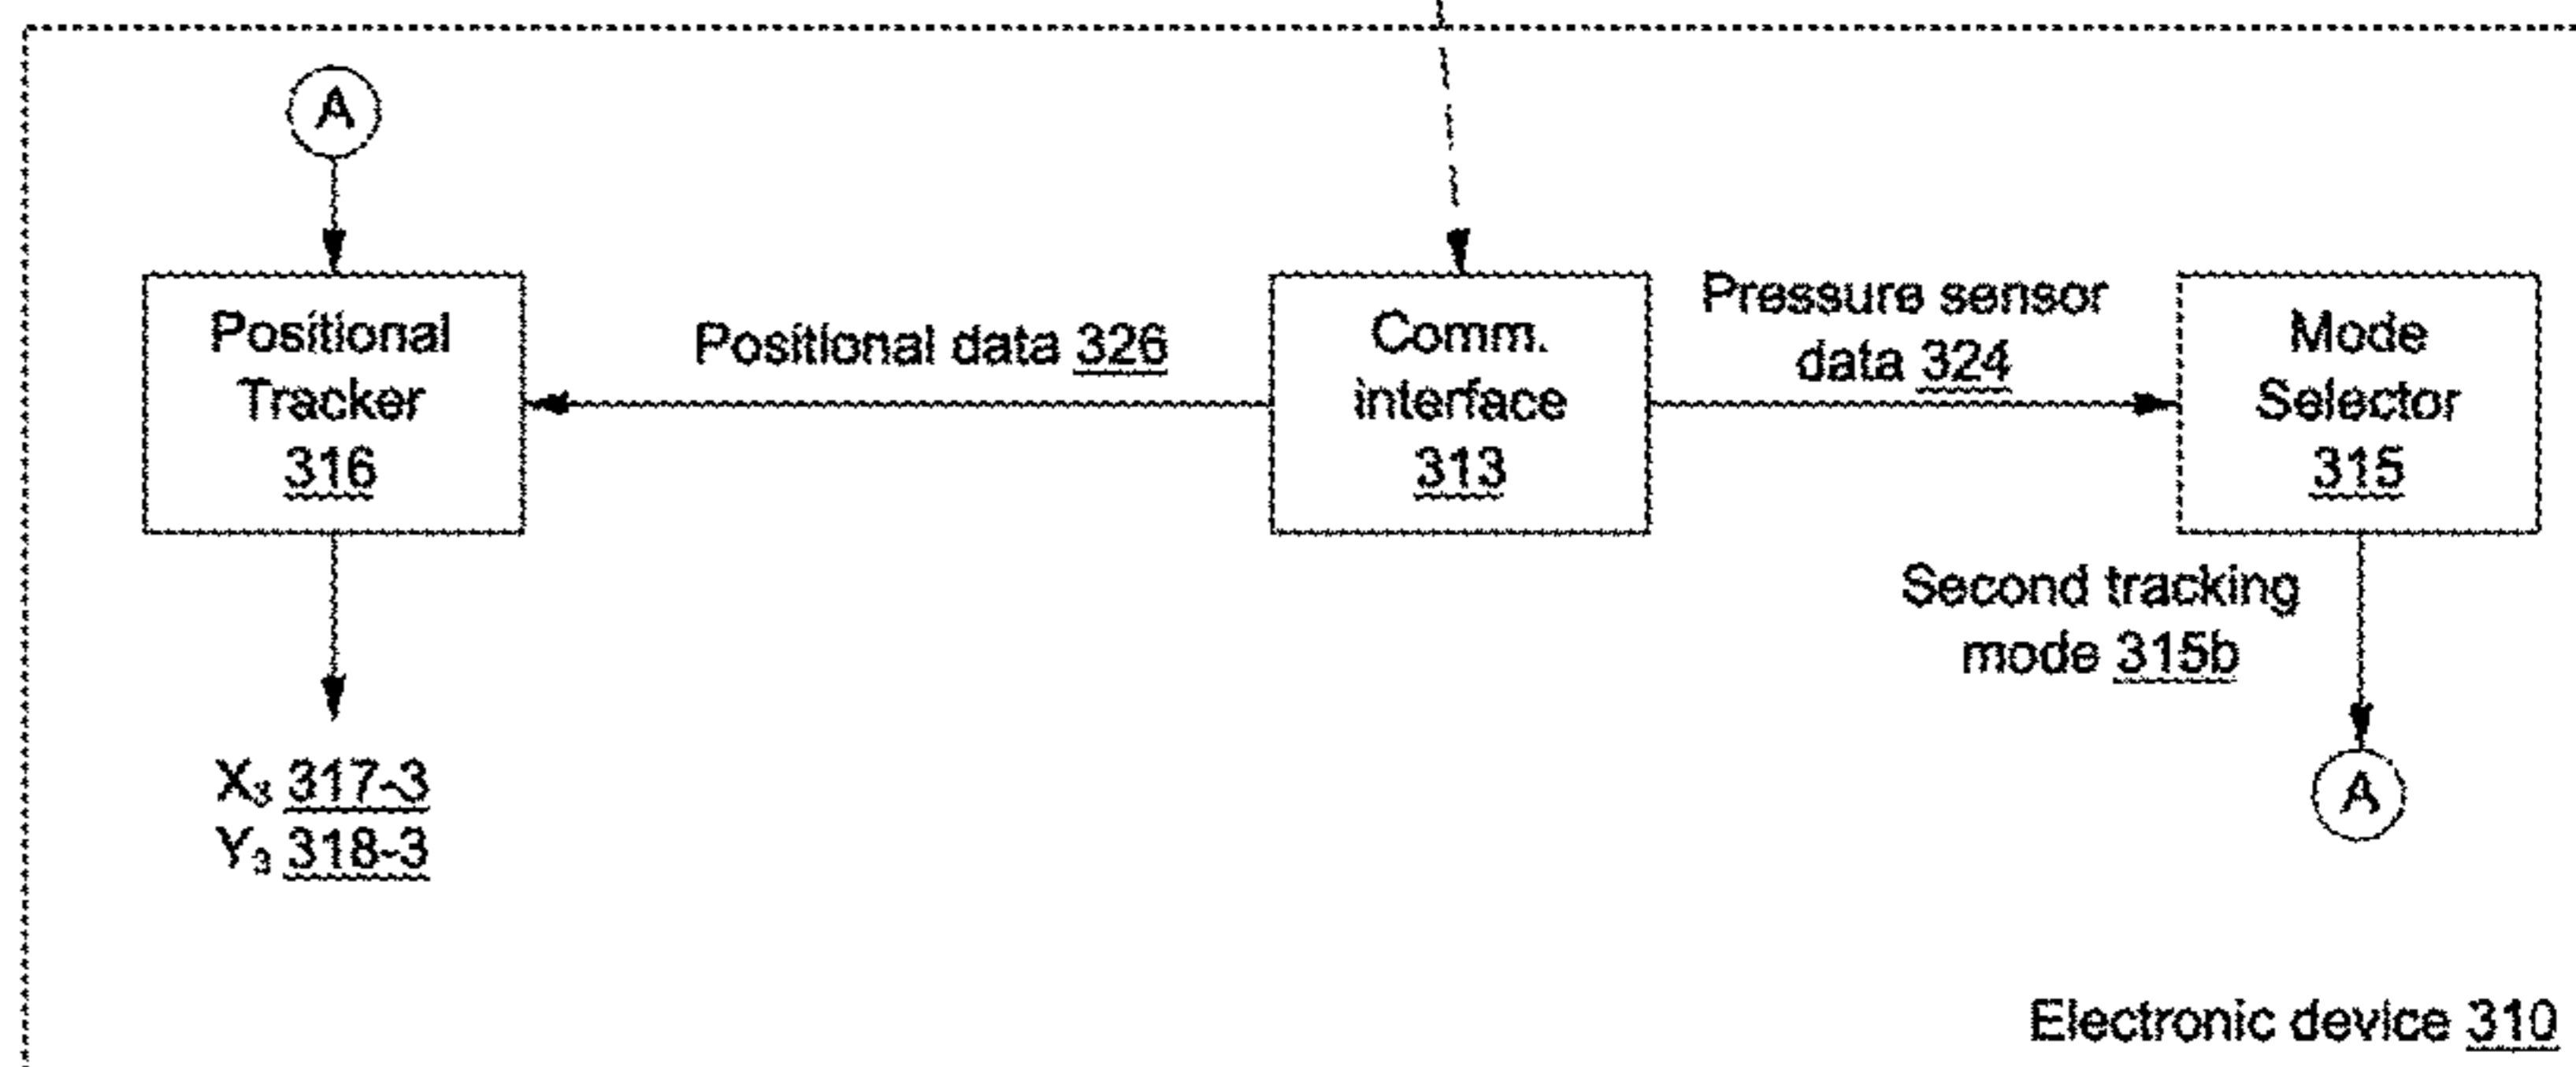 A
Positional
Tracker
316
Positional data 326
Comm.
interface
313
Pressure sensor
data 324
Mode
Selector
315
Second tracking
mode 315b
A
X₃ 317-3
Y₃ 318-3
Electronic device 310